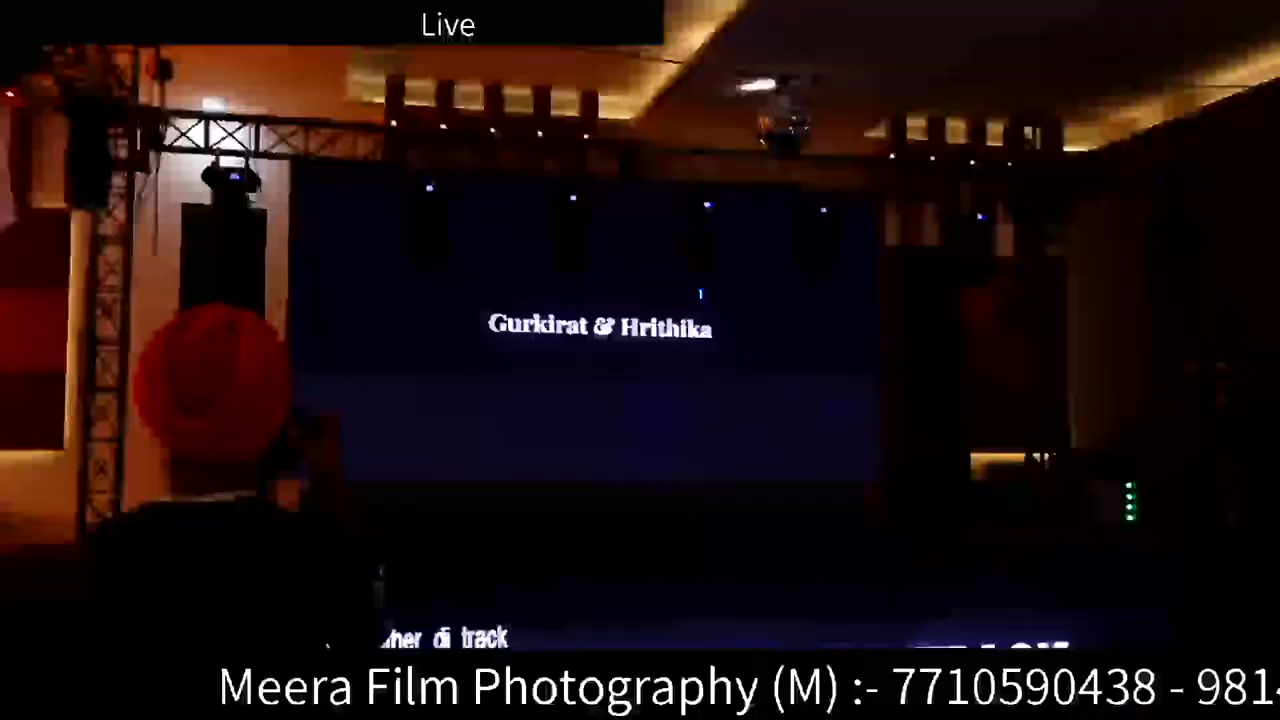 Live
Gurkirat & Hrithika
di track
Meera Film Photography (M) :- 7710590438 - 981